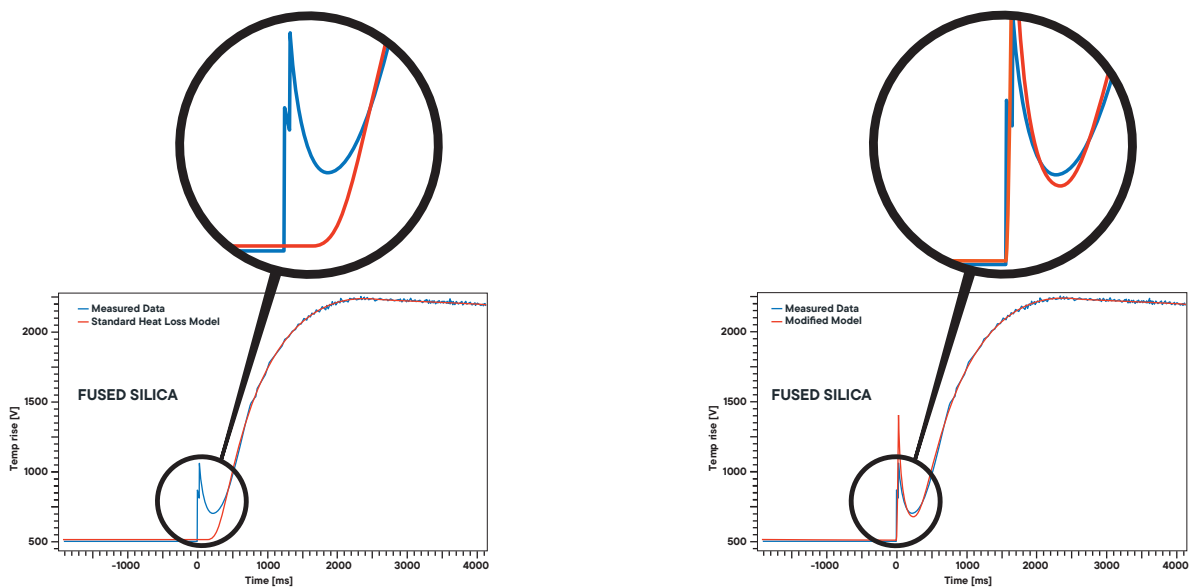 Measured Data
Standard Heat Loss Model
FUSED SILICA
Temp rise [V]
2000
1500
1000
500
-1000
0
1000
2000
3000
4000
Time [ms]
Measured Data
Modified Model
FUSED SILICA
Temp rise [V]
2000
1500
1000
500
-1000
0
1000
2000
3000
4000
Time [ms]